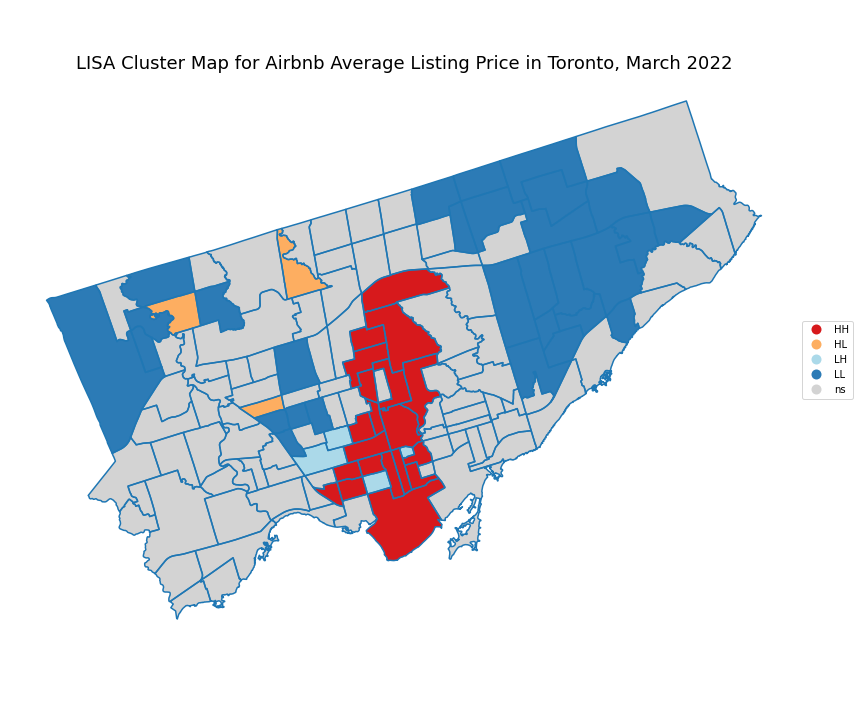 LISA Cluster Map for Airbnb Average Listing Price in Toronto, March 2022
HH
HL
LH
LL
ns